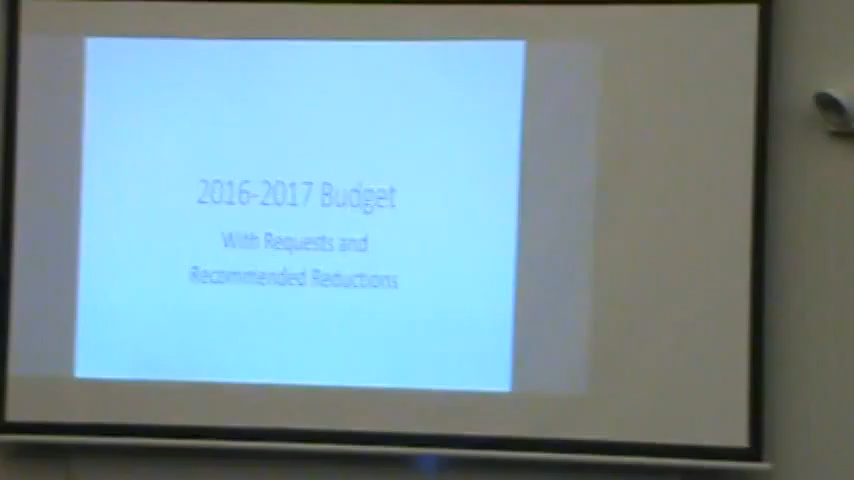 2016-2017 Budget
With Requests and
Recommended Reductions